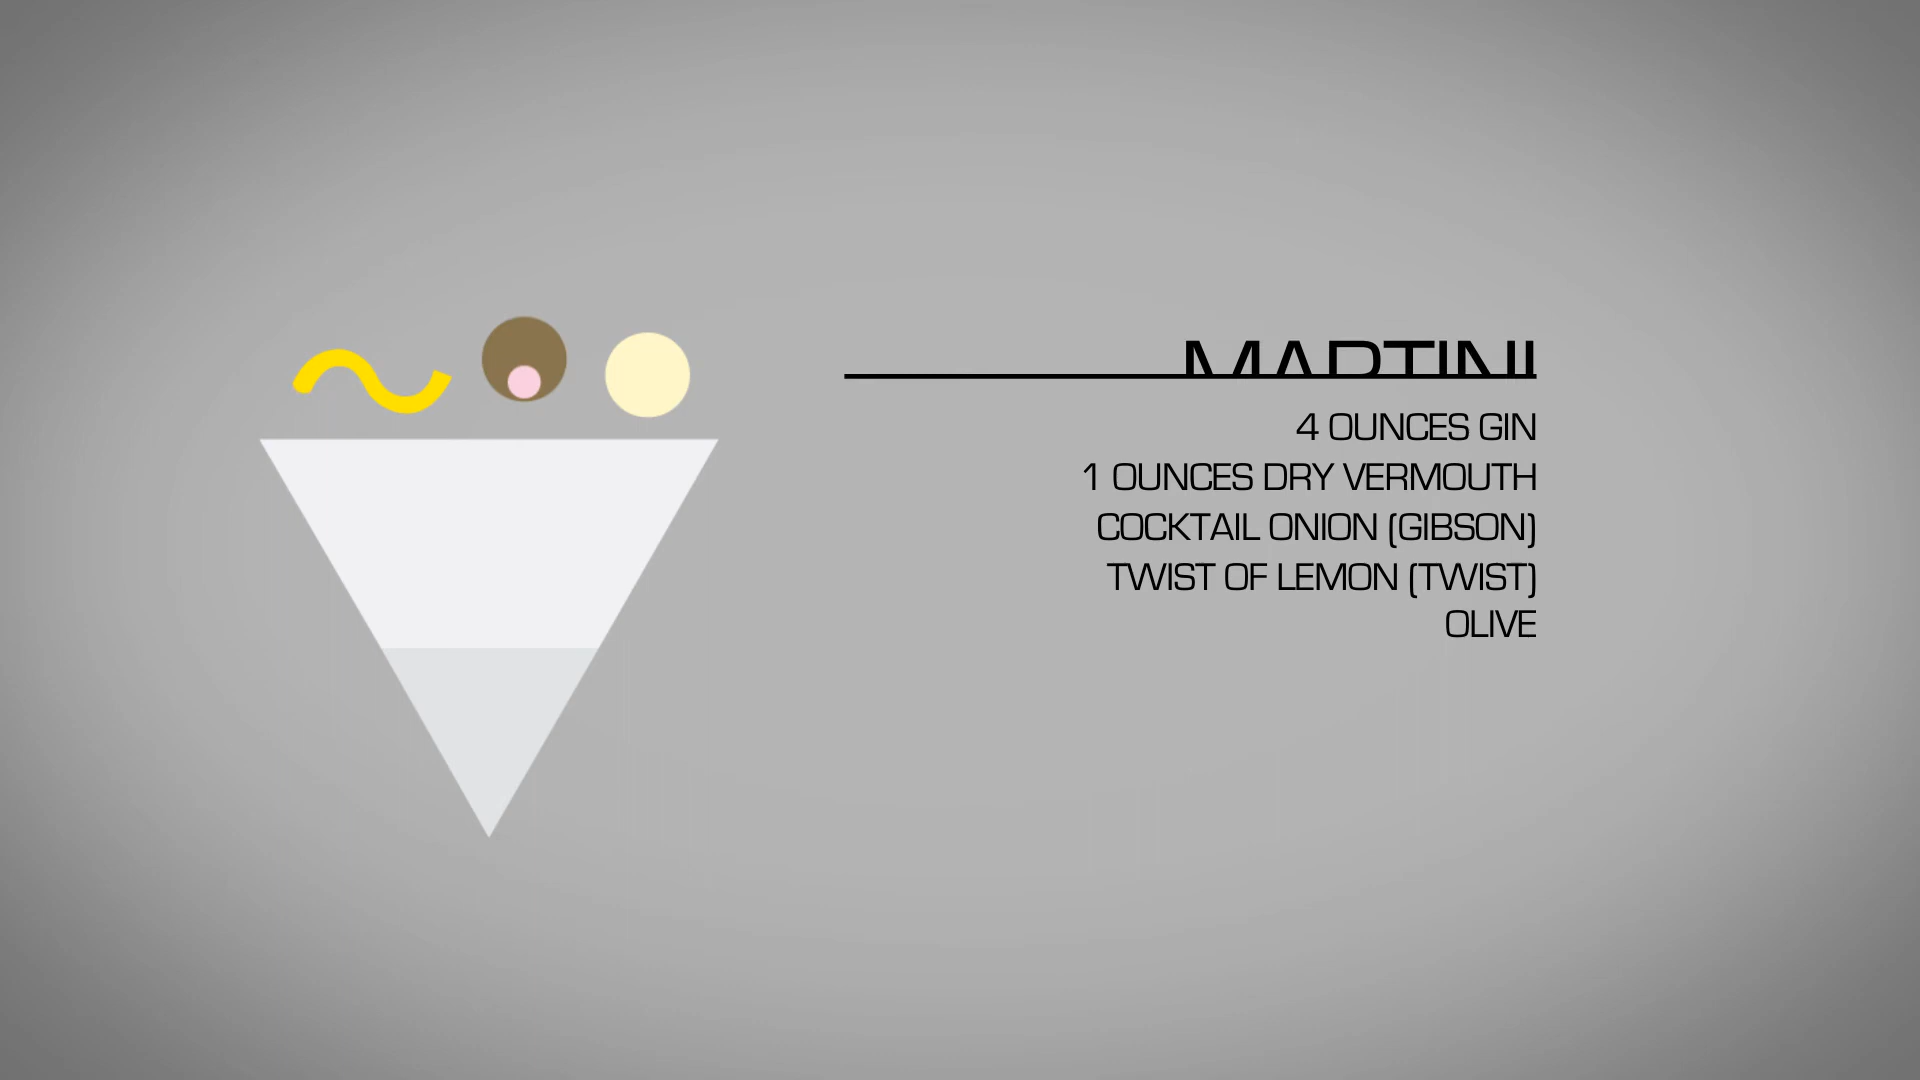 MARTINI
4 OUNCES GIN
1 OUNCES DRY VERMOUTH
COCKTAIL ONION (GIBSON)
TWIST OF LEMON (TWIST)
OLIVE